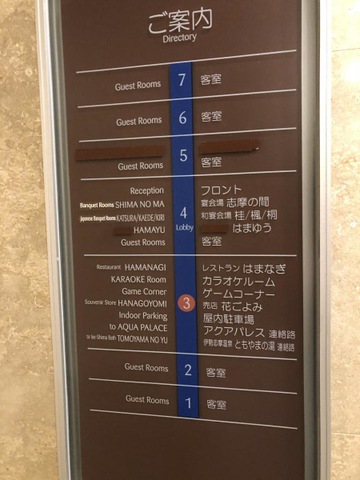 ご案内
Directory
Guest Rooms 7 客室
Guest Rooms 6 客室
Guest Rooms 5 客室
Reception フロント
Banquet Rooms SHIMA NO MA 宴会場 志摩の間
Japanese Banquet Rooms KATSURA/KAEDE/KIRI 4 Lobby 和宴会場 桂/楓/桐
HAMAYU はまゆう
Guest Rooms 客室
Restaurant HAMANAGI レストラン はまなぎ
KARAOKE Room カラオケルーム
Game Corner ゲームコーナー
Souvenir Store HANAGOYOMI 3 売店 花ごよみ
Indoor Parking 屋内駐車場
to AQUA PALACE アクアパレス 連絡路
to Ise Shima Bath TOMOYAMA NO YU 伊勢志摩温泉 ともやまの湯 連絡路
Guest Rooms 2 客室
Guest Rooms 1 客室